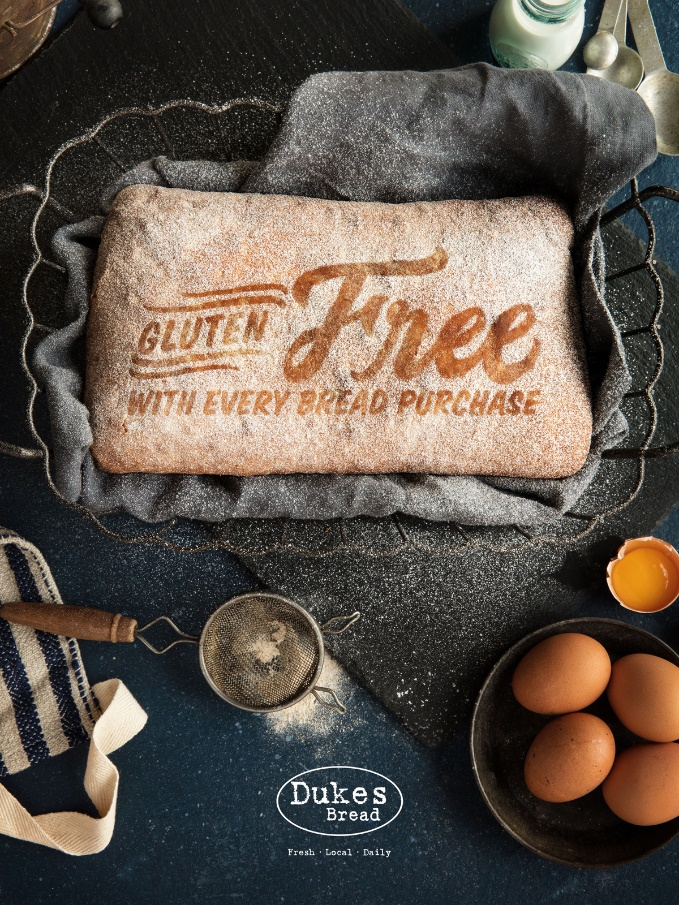 GLUTEN Free
WITH EVERY BREAD PURCHASE
Dukes
Bread
Fresh · Local · Daily